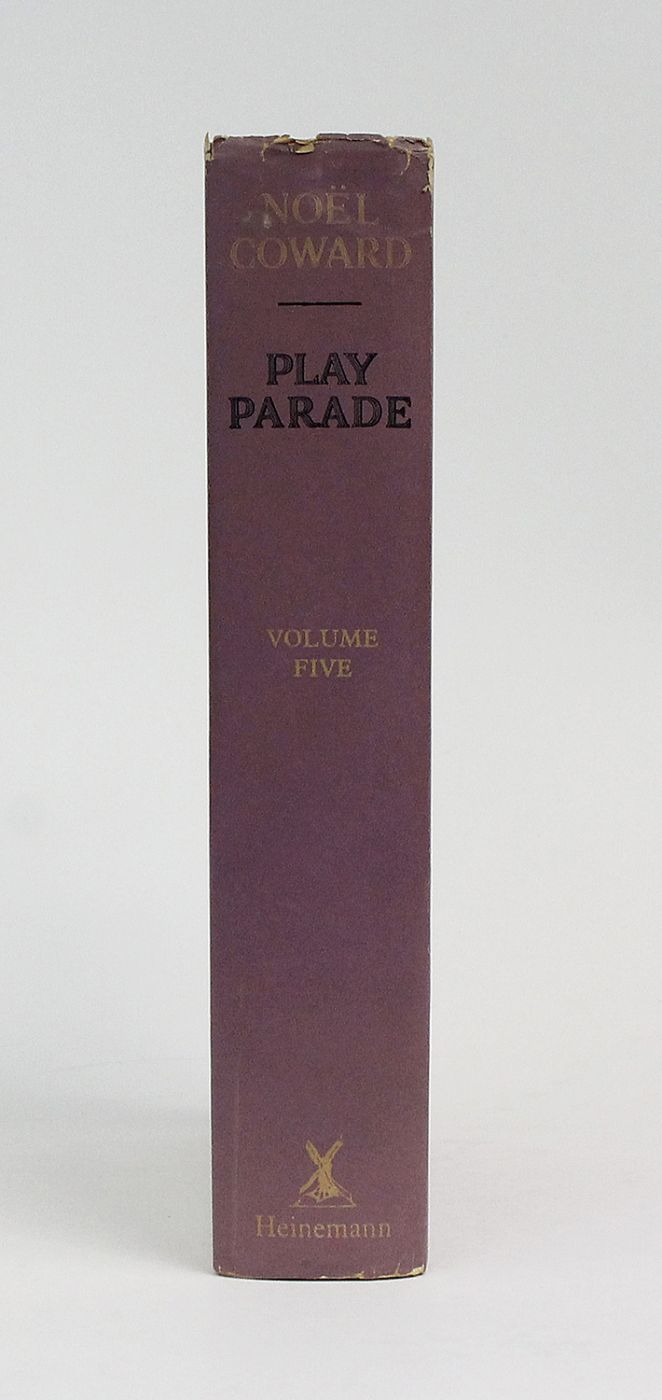 NOËL
COWARD
PLAY
PARADE
VOLUME
FIVE
Heinemann